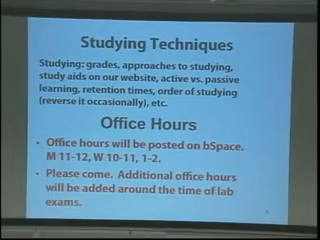 Studying Techniques
Studying: grades, approaches to studying,
study aids on our website, active vs. passive
learning, retention times, order of studying
(reverse it occasionally), etc.
Office Hours
• Office hours will be posted on bSpace.
M 11-12, W 10-11, 1-2.
• Please come. Additional office hours
will be added around the time of lab
exams.